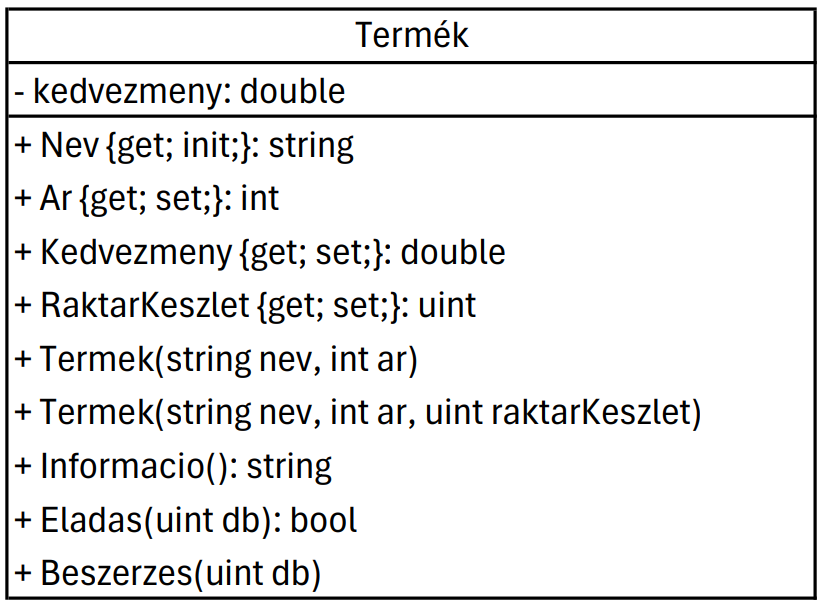 Termék
- kedvezmeny: double
+ Nev {get; init;}: string
+ Ar {get; set;}: int
+ Kedvezmeny {get; set;}: double
+ RaktarKeszlet {get; set;}: uint
+ Termek(string nev, int ar)
+ Termek(string nev, int ar, uint raktarKeszlet)
+ Informacio(): string
+ Eladas(uint db): bool
+ Beszerzes(uint db)